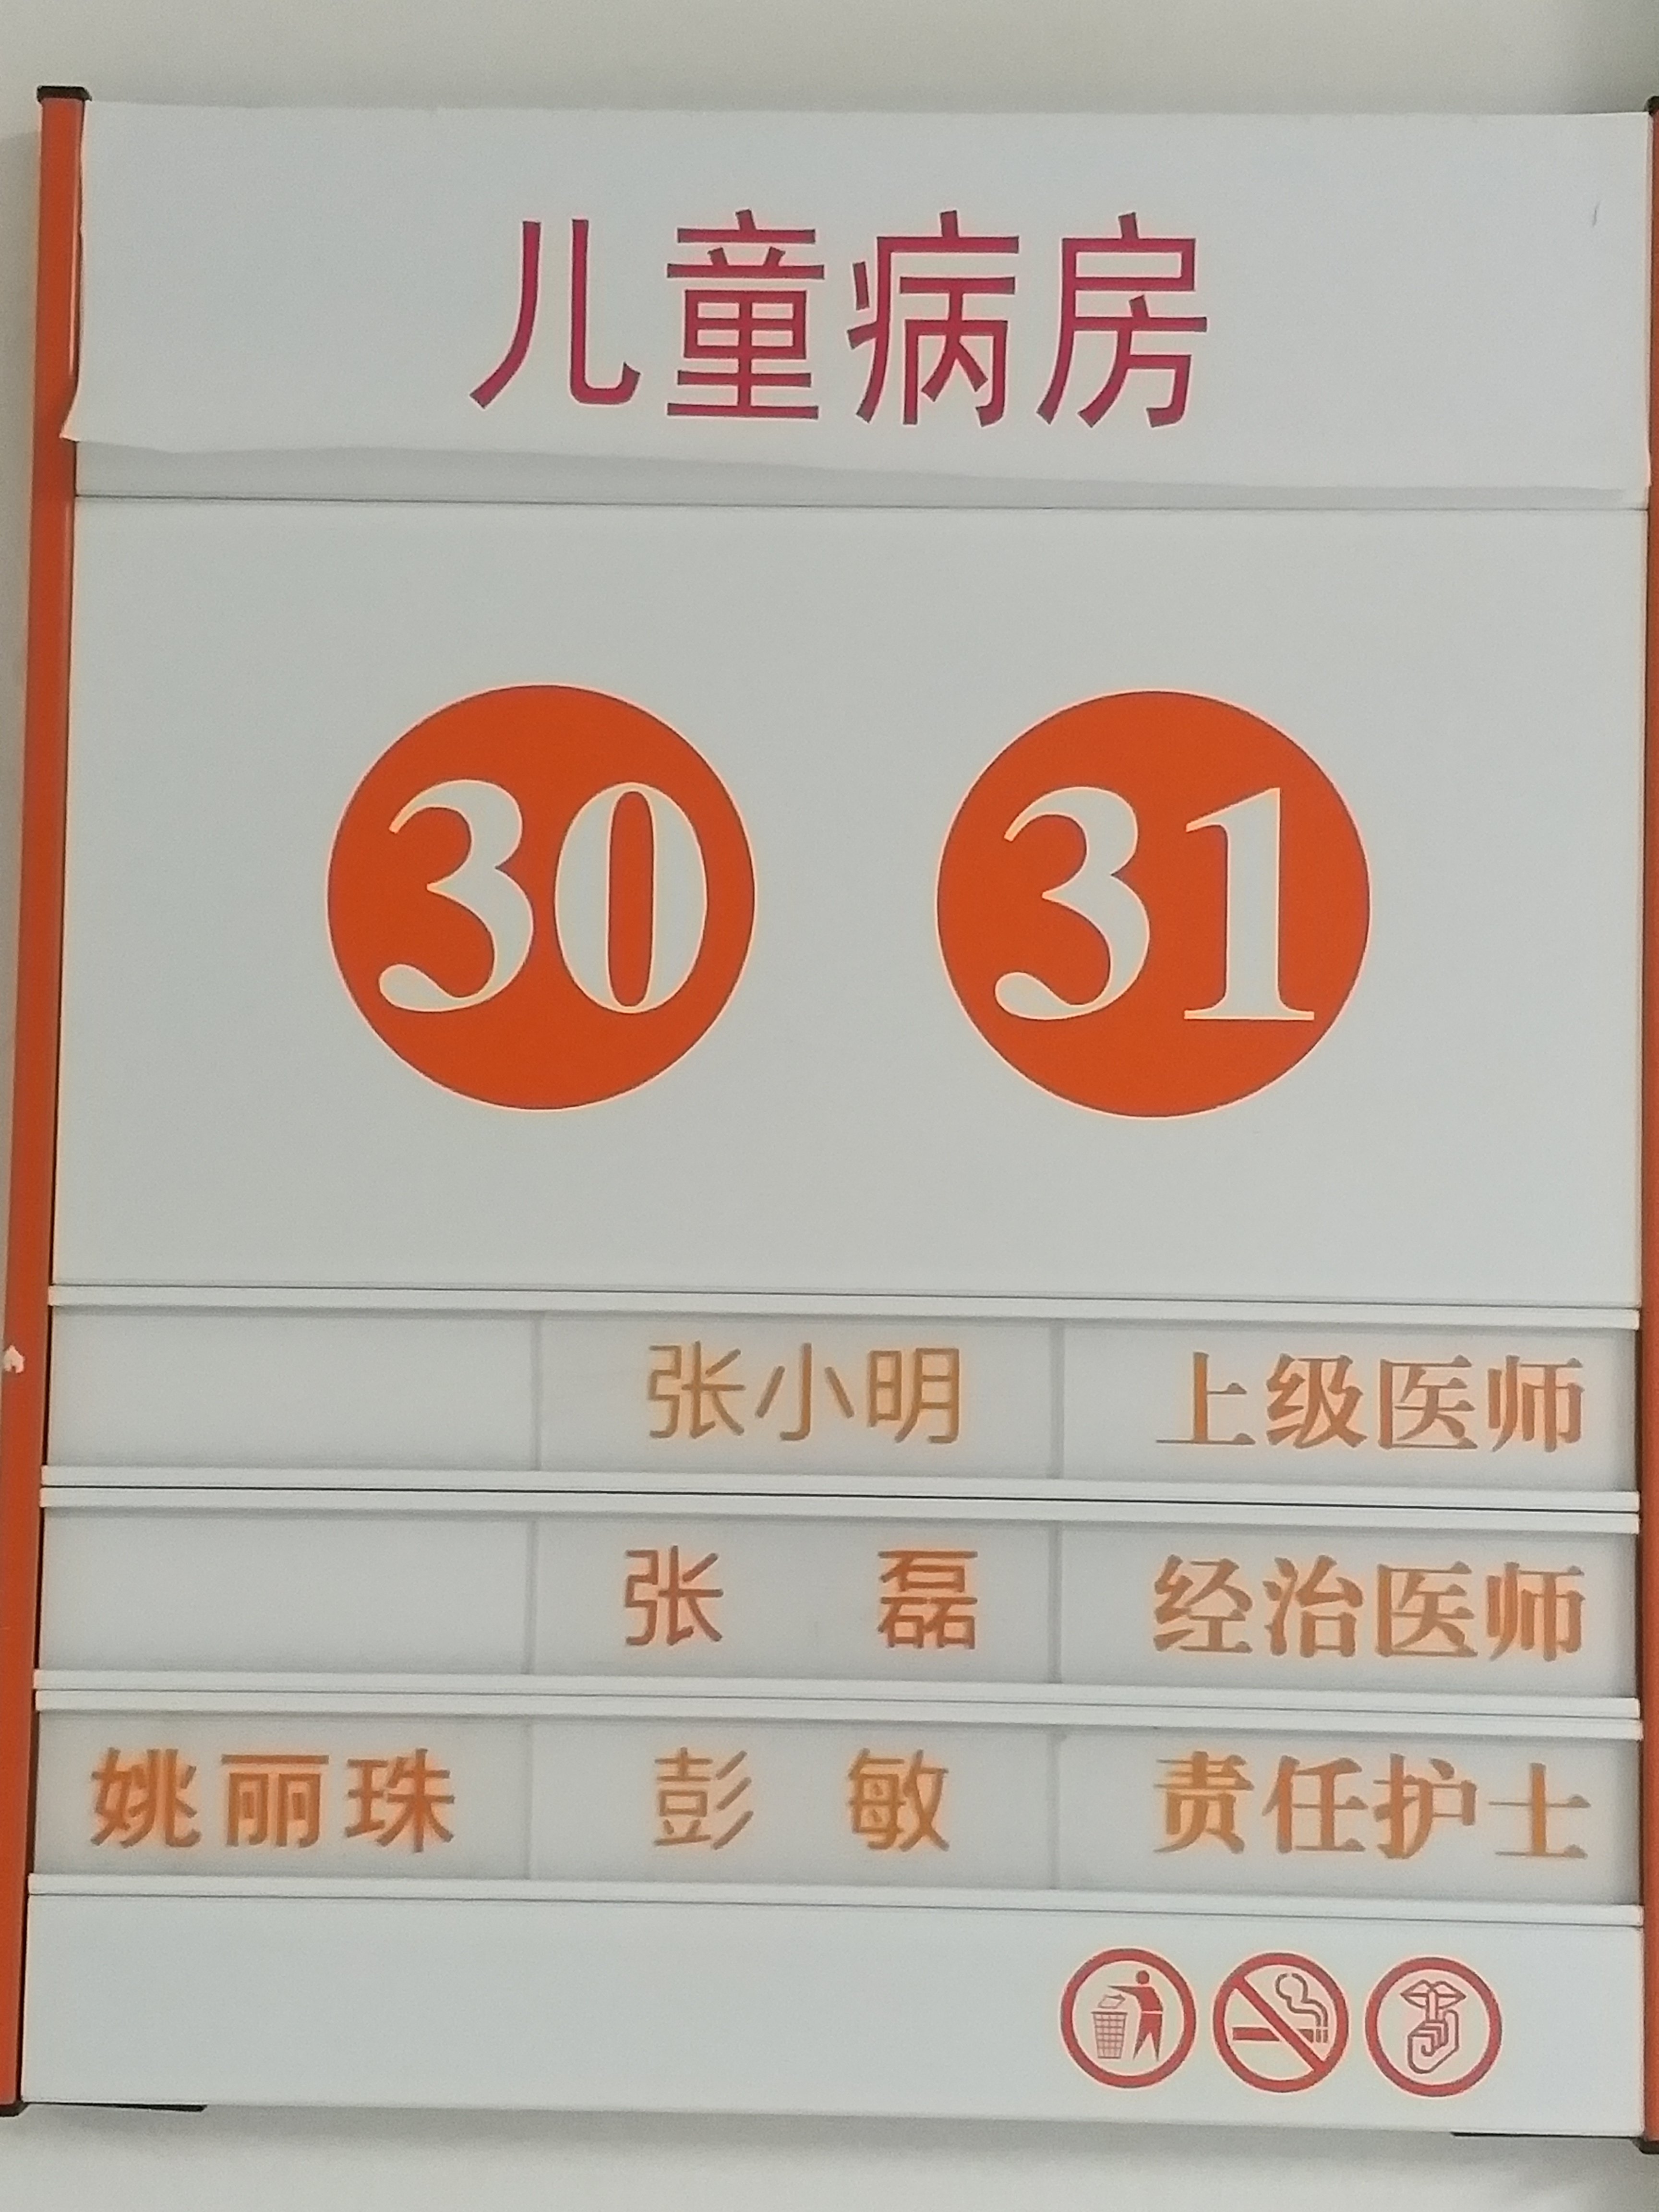 儿童病房
30 31
张小明 上级医师
张 磊 经治医师
姚丽珠 彭 敏 责任护士